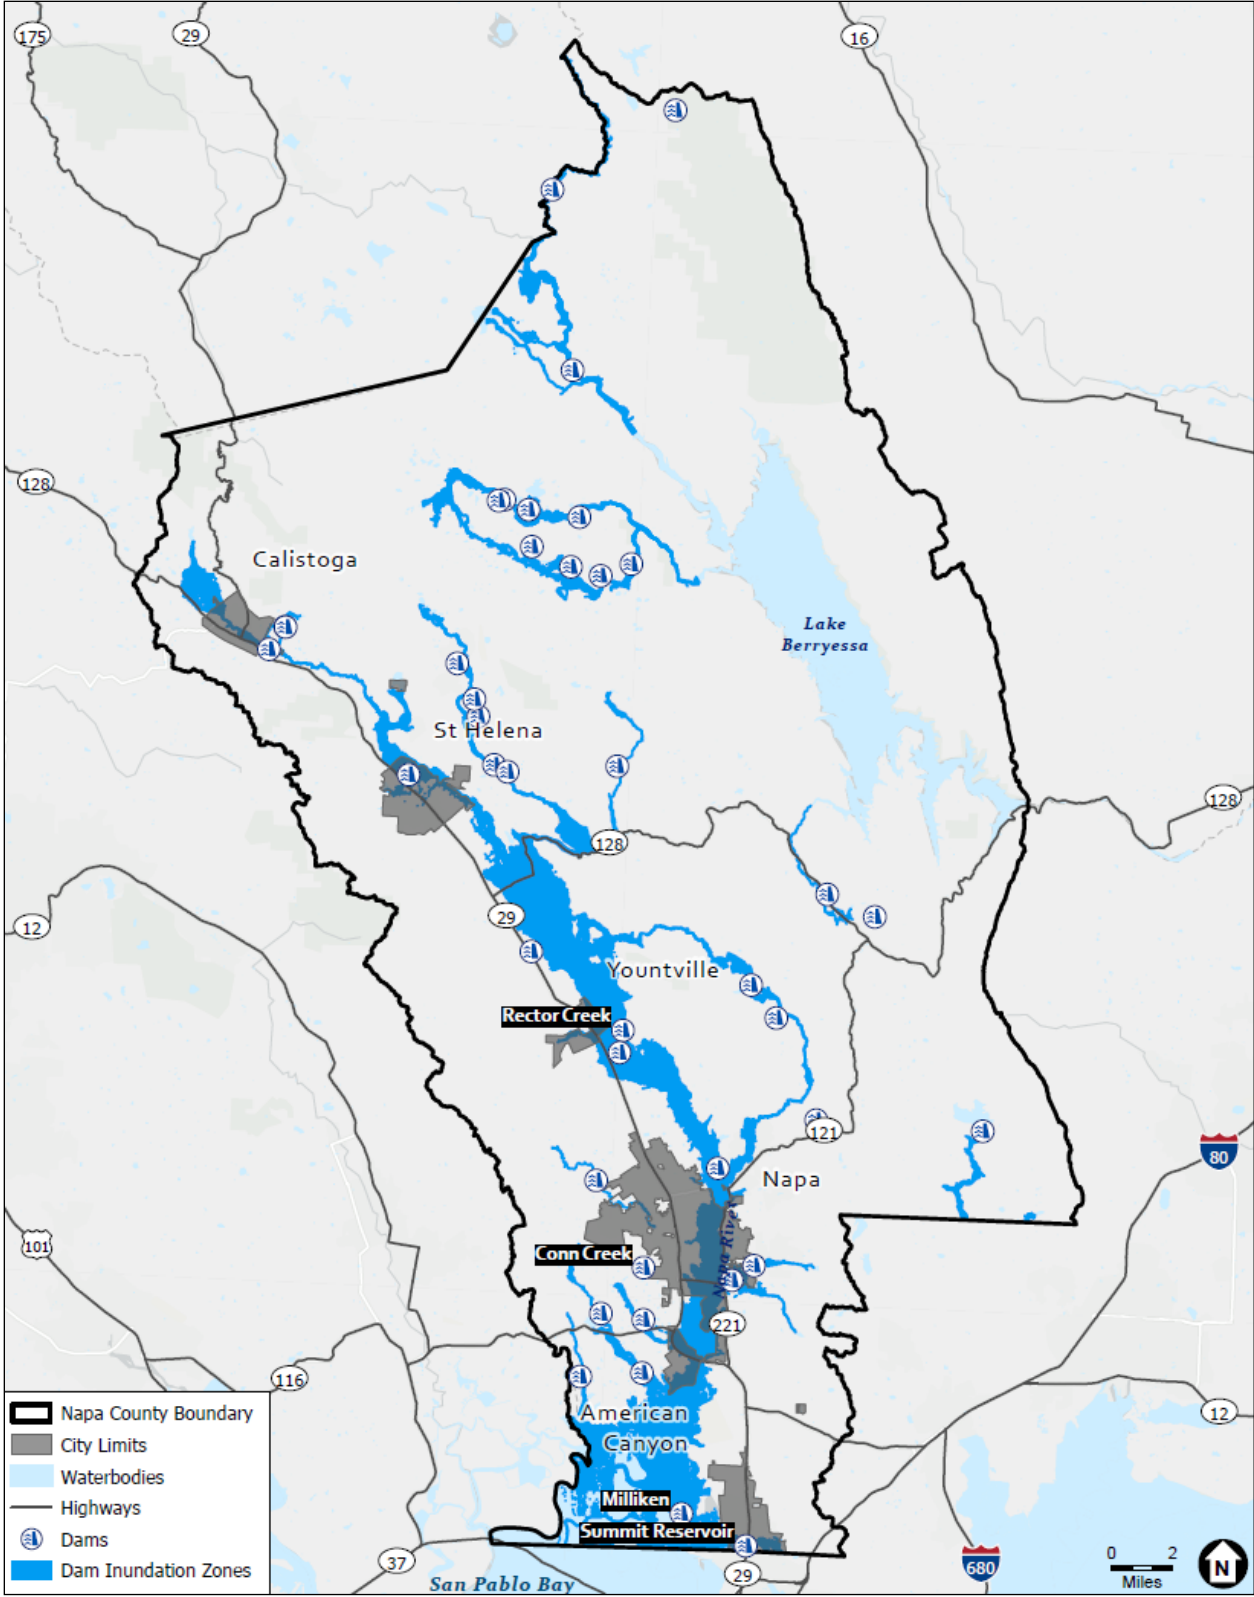 175
29
16
128
Calistoga
Lake
Berryessa
St Helena
128
128
29
12
Yountville
Rector Creek
121
80
Napa
Napa River
101
Conn Creek
221
116
12
American
Canyon
Milliken
Summit Reservoir
37
29
680
San Pablo Bay
Napa County Boundary
City Limits
Waterbodies
Highways
Dams
Dam Inundation Zones
0 2
Miles
N